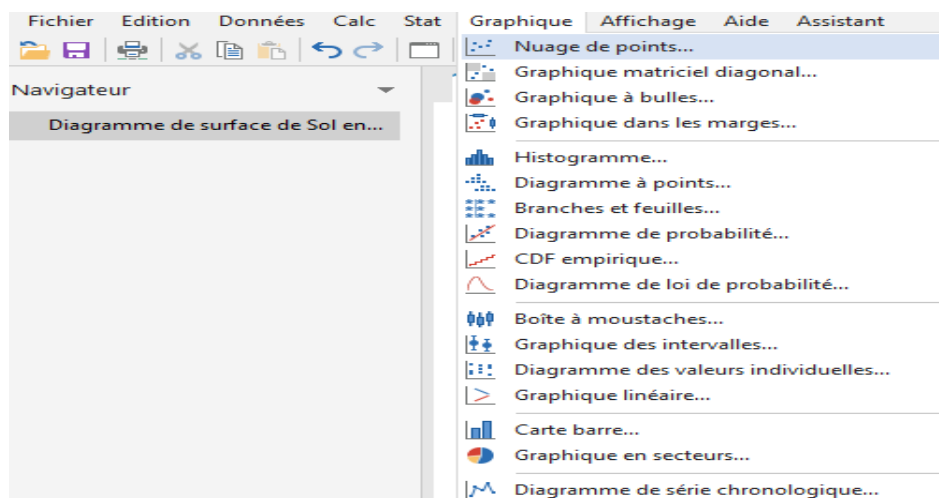 Fichier Edition Données Calc Stat Graphique Affichage Aide Assistant
Navigateur
Diagramme de surface de Sol en...
Nuage de points...
Graphique matriciel diagonal...
Graphique à bulles...
Graphique dans les marges...
Histogramme...
Diagramme à points...
Branches et feuilles...
Diagramme de probabilité...
CDF empirique...
Diagramme de loi de probabilité...
Boîte à moustaches...
Graphique des intervalles...
Diagramme des valeurs individuelles...
Graphique linéaire...
Carte barre...
Graphique en secteurs...
Diagramme de série chronologique...